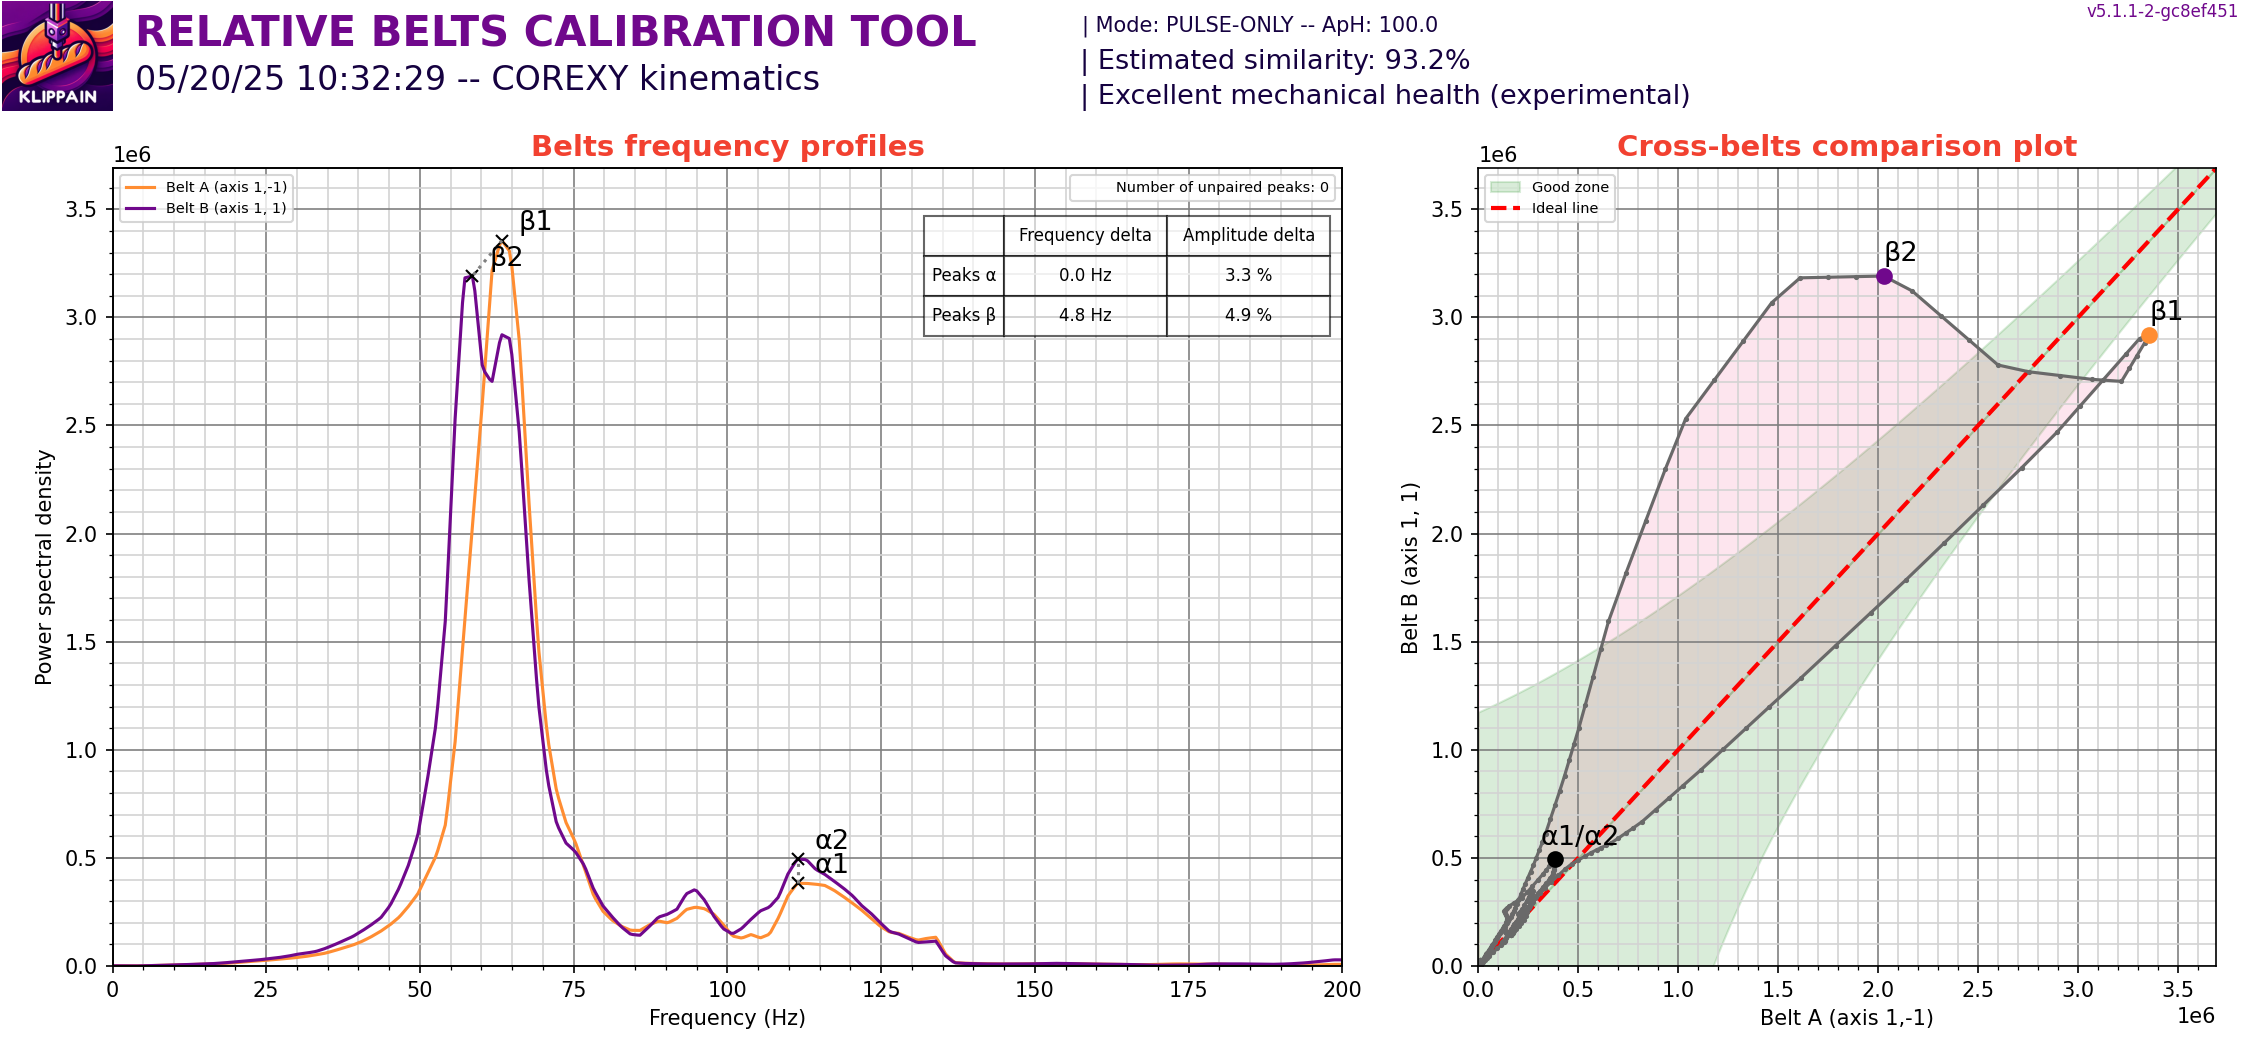 KLIPPAIN
RELATIVE BELTS CALIBRATION TOOL
05/20/25 10:32:29 -- COREXY kinematics
| Mode: PULSE-ONLY -- ApH: 100.0
| Estimated similarity: 93.2%
| Excellent mechanical health (experimental)
v5.1.1-2-gc8ef451
Belts frequency profiles
1e6
Belt A (axis 1,-1)
Belt B (axis 1, 1)
Number of unpaired peaks: 0
Frequency delta Amplitude delta
Peaks α 0.0 Hz 3.3 %
Peaks β 4.8 Hz 4.9 %
β1
β2
α2
α1
3.5
3.0
2.5
2.0
1.5
1.0
0.5
0.0
Power spectral density
0 25 50 75 100 125 150 175 200
Frequency (Hz)
Cross-belts comparison plot
1e6
Good zone
Ideal line
β2
β1
α1/α2
3.5
3.0
2.5
2.0
1.5
1.0
0.5
0.0
Belt B (axis 1, 1)
0.0 0.5 1.0 1.5 2.0 2.5 3.0 3.5
Belt A (axis 1,-1)
1e6